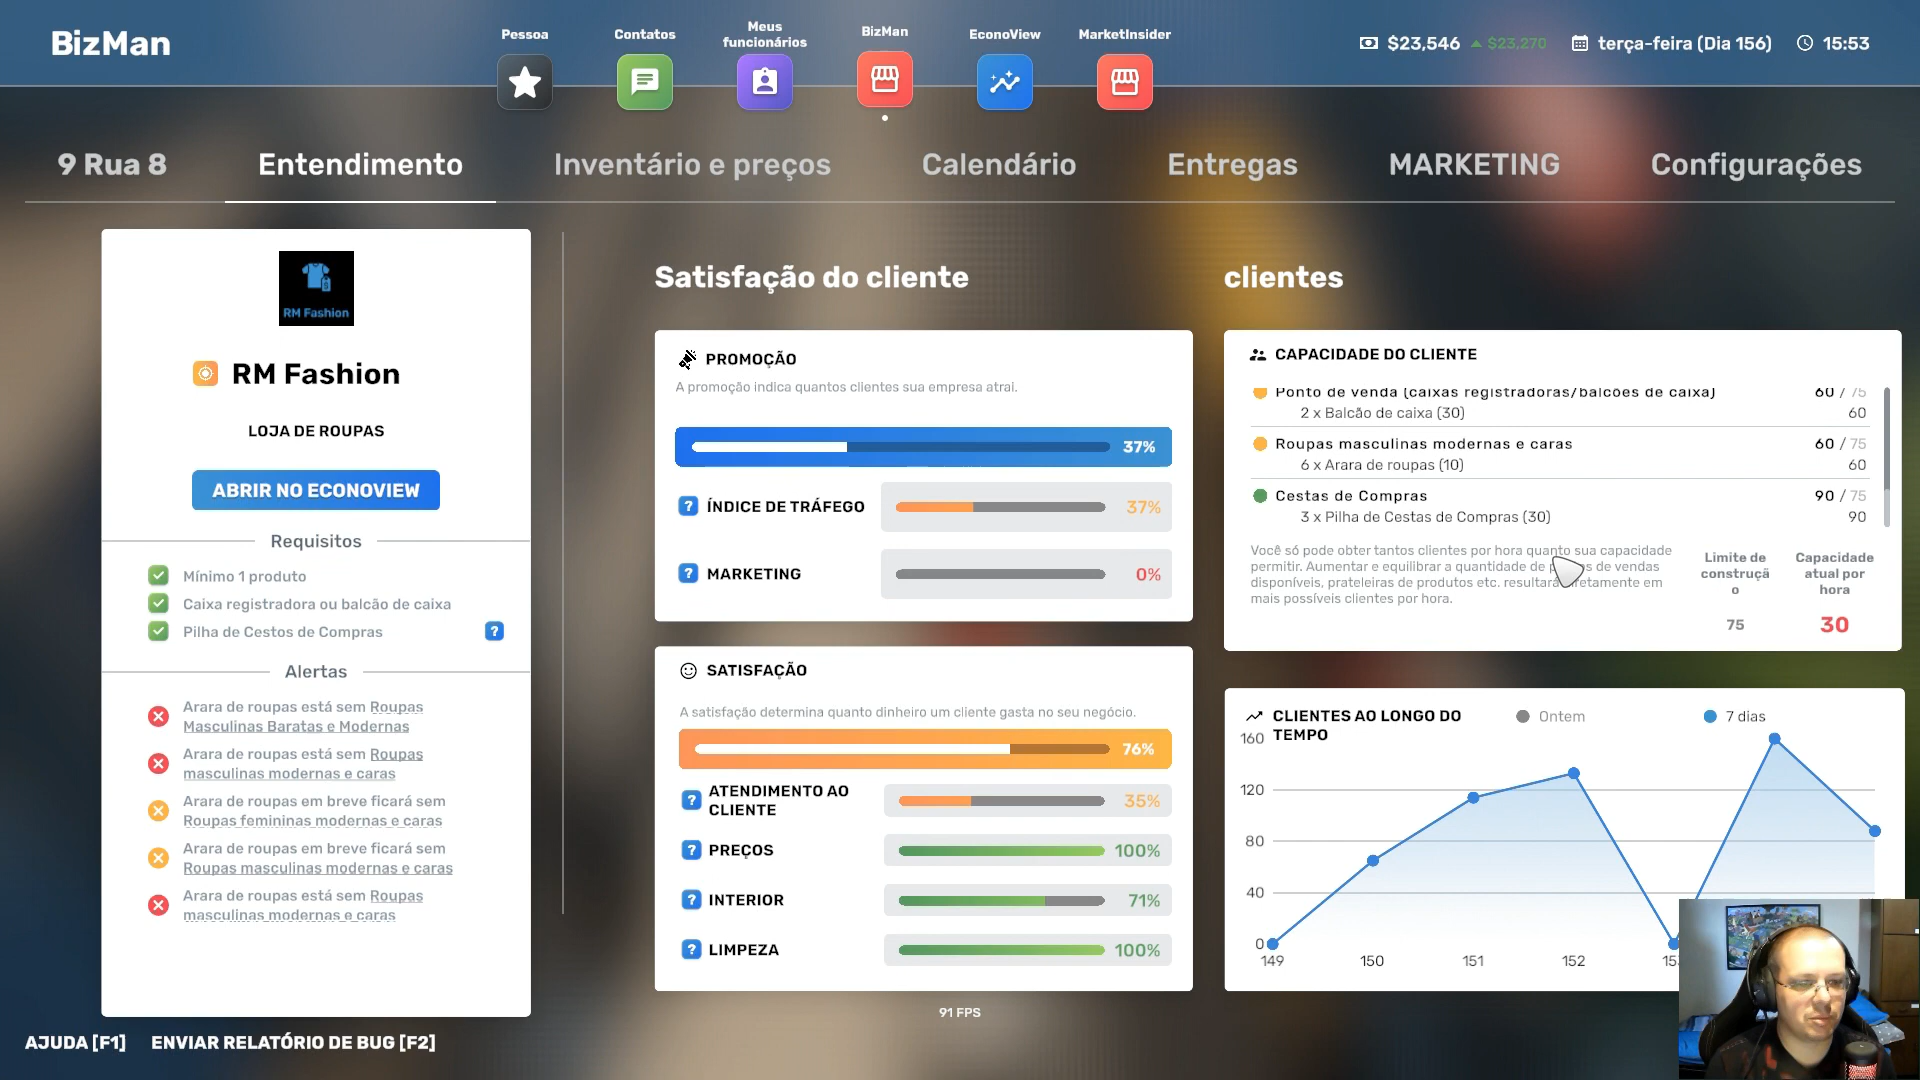 BizMan
Pessoa
Contatos
Meus
funcionários
BizMan
EconoView
MarketInsider
$23,546
$23,270
terça-feira (Dia 156)
15:53
9 Rua 8
Entendimento
Inventário e preços
Calendário
Entregas
MARKETING
Configurações
RM Fashion
RM Fashion
LOJA DE ROUPAS
ABRIR NO ECONOVIEW
Requisitos
Mínimo 1 produto
Caixa registradora ou balcão de caixa
Pilha de Cestos de Compras
?
Alertas
Arara de roupas está sem Roupas
Masculinas Baratas e Modernas
Arara de roupas está sem Roupas
masculinas modernas e caras
Arara de roupas em breve ficará sem
Roupas femininas modernas e caras
Arara de roupas em breve ficará sem
Roupas masculinas modernas e caras
Arara de roupas está sem Roupas
masculinas modernas e caras
Satisfação do cliente
PROMOÇÃO
A promoção indica quantos clientes sua empresa atrai.
37%
? ÍNDICE DE TRÁFEGO 37%
? MARKETING 0%
SATISFAÇÃO
A satisfação determina quanto dinheiro um cliente gasta no seu negócio.
76%
? ATENDIMENTO AO
CLIENTE 35%
? PREÇOS 100%
? INTERIOR 71%
? LIMPEZA 100%
clientes
CAPACIDADE DO CLIENTE
Ponto de venda (caixas registradoras/balcões de caixa) 60 / 75
2 x Balcão de caixa (30) 60
Roupas masculinas modernas e caras 60 / 75
6 x Arara de roupas (10) 60
Cestas de Compras 90 / 75
3 x Pilha de Cestas de Compras (30) 90
Você só pode obter tantos clientes por hora quanto sua capacidade
permitir. Aumentar e equilibrar a quantidade de de vendas
disponíveis, prateleiras de produtos etc. resultará em
mais possíveis clientes por hora.
Limite de
construçã
o
75
Capacidade
atual por
hora
30
CLIENTES AO LONGO DO
TEMPO
Ontem
7 dias
160
120
80
40
0
149
150
151
152
91 FPS
AJUDA [F1]
ENVIAR RELATÓRIO DE BUG [F2]